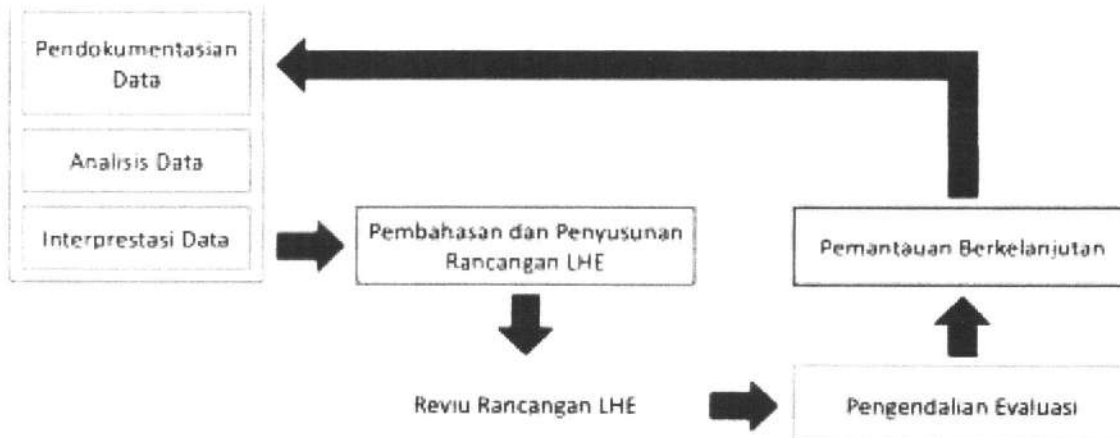 Pendokumentasian
Data
Analisis Data
Interprestasi Data
Pembahasan dan Penyusunan
Rancangan LHE
Pemantauan Berkelanjutan
Reviu Rancangan LHE
Pengendalian Evaluasi